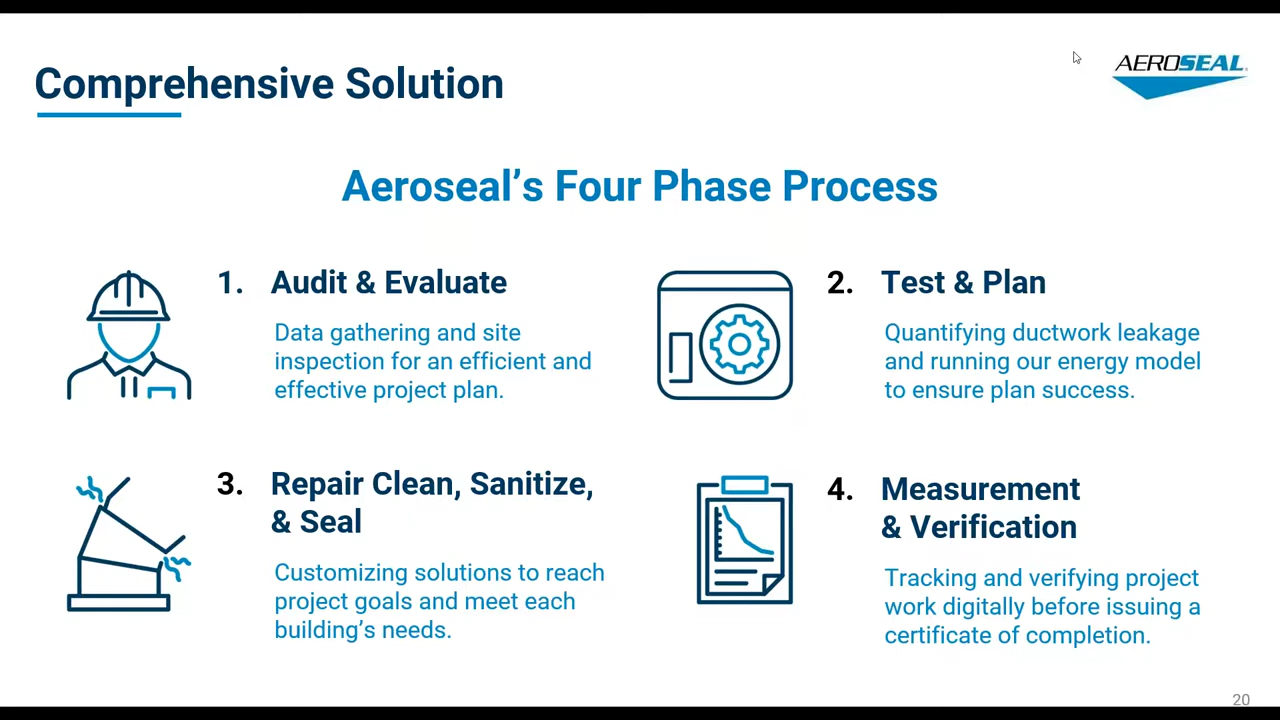 Comprehensive Solution
AEROSEAL
Aeroseal’s Four Phase Process
1. Audit & Evaluate
Data gathering and site
inspection for an efficient and
effective project plan.
2. Test & Plan
Quantifying ductwork leakage
and running our energy model
to ensure plan success.
3. Repair Clean, Sanitize,
& Seal
Customizing solutions to reach
project goals and meet each
building’s needs.
4. Measurement
& Verification
Tracking and verifying project
work digitally before issuing a
certificate of completion.
20